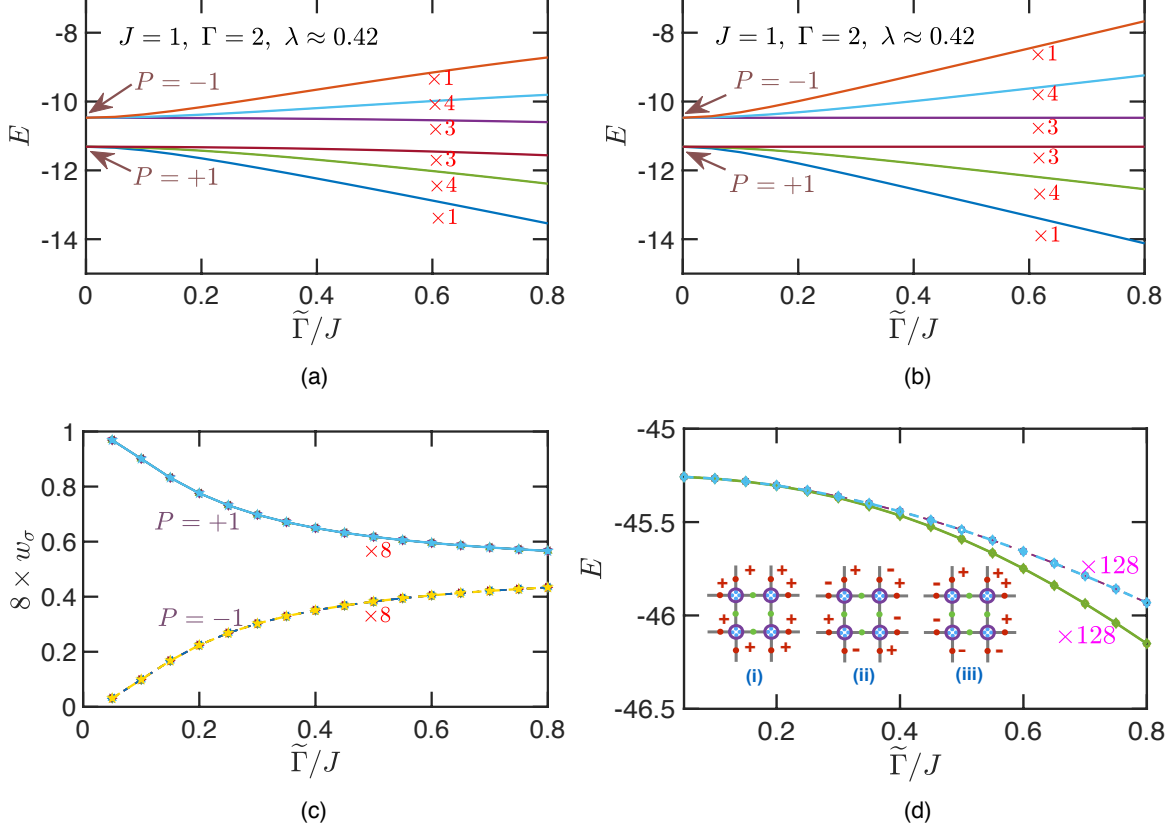 -8
-10
-12
-14
E
J = 1, Γ = 2, λ ≈ 0.42
P = −1
P = +1
×1
×4
×3
×3
×4
×1
0
0.2
0.4
0.6
0.8
Γ̃/J
(a)
-8
-10
-12
-14
E
J = 1, Γ = 2, λ ≈ 0.42
P = −1
P = +1
×1
×4
×3
×3
×4
×1
0
0.2
0.4
0.6
0.8
Γ̃/J
(b)
1
0.8
0.6
0.4
0.2
0
8 × wσ
P = +1
×8
P = −1
×8
0
0.2
0.4
0.6
0.8
Γ̃/J
(c)
-45
-45.5
-46
-46.5
E
×128
×128
+ +
+ +
+ +
+ +
(i)
- +
- +
+ -
- +
(ii)
- +
- +
+ +
- -
(iii)
0.2
0.4
0.6
0.8
Γ̃/J
(d)